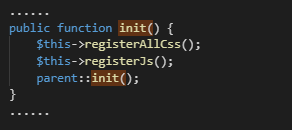 ......
public function init() {
    $this->registerAllCss();
    $this->registerJs();
    parent::init();
}
......